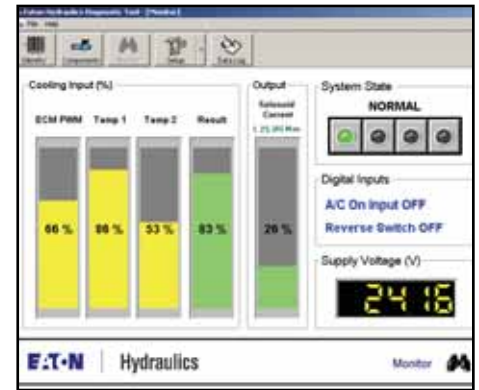 Eaton Hydraulics Diagnostic Tool - [Monitor]
File Help
Identify Components Monitor Setup Data Log
Cooling Input (%)
ECM PWM Temp 1 Temp 2 Result
66 % 86 % 53 % 83 %
Output
Solenoid
Current
26 %
System State
NORMAL
Digital Inputs
A/C On Input OFF
Reverse Switch OFF
Supply Voltage (V)
24 16
EATON Hydraulics
Monitor